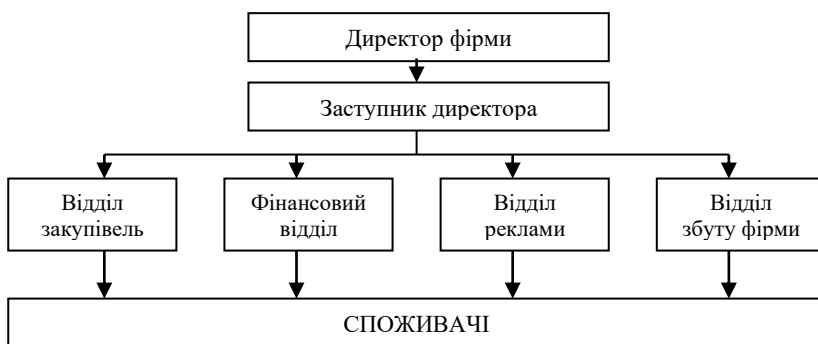 Директор фірми
Заступник директора
Відділ
закупівель
Фінансовий
відділ
Відділ
реклами
Відділ
збуту фірми
СПОЖИВАЧІ